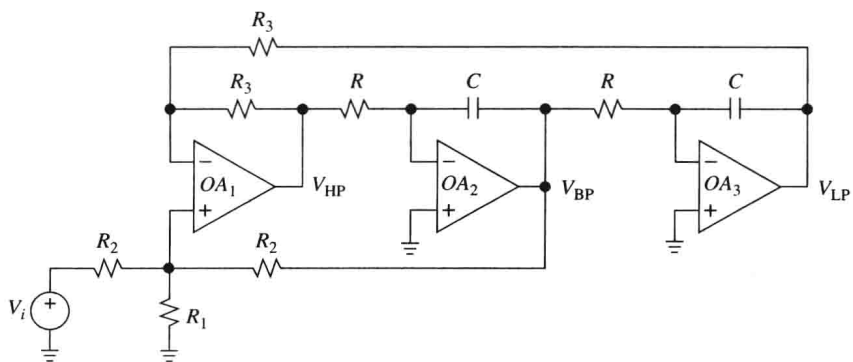 R3
R3 R C R C
− − −
OA1 VHP OA2 VBP OA3 VLP
+ + +
R2 R2
Vi + R1